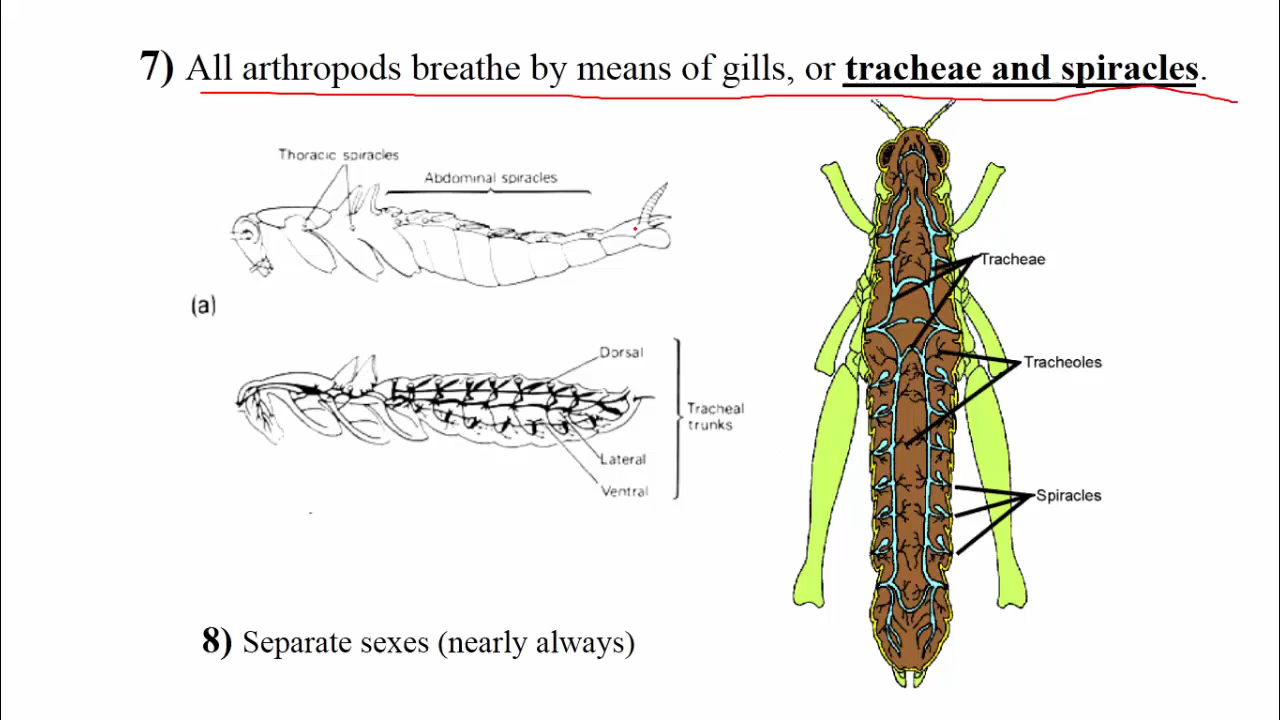 7) All arthropods breathe by means of gills, or tracheae and spiracles.
Thoracic spiracles
Abdominal spiracles
(a)
Dorsal
Tracheal
trunks
Lateral
Ventral
Tracheae
Tracheoles
Spiracles
8) Separate sexes (nearly always)